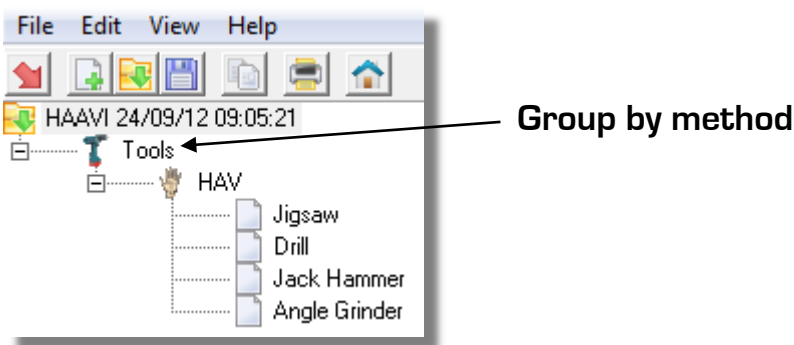 File Edit View Help
HAAVI 24/09/12 09:05:21
Tools
Group by method
HAV
Jigsaw
Drill
Jack Hammer
Angle Grinder